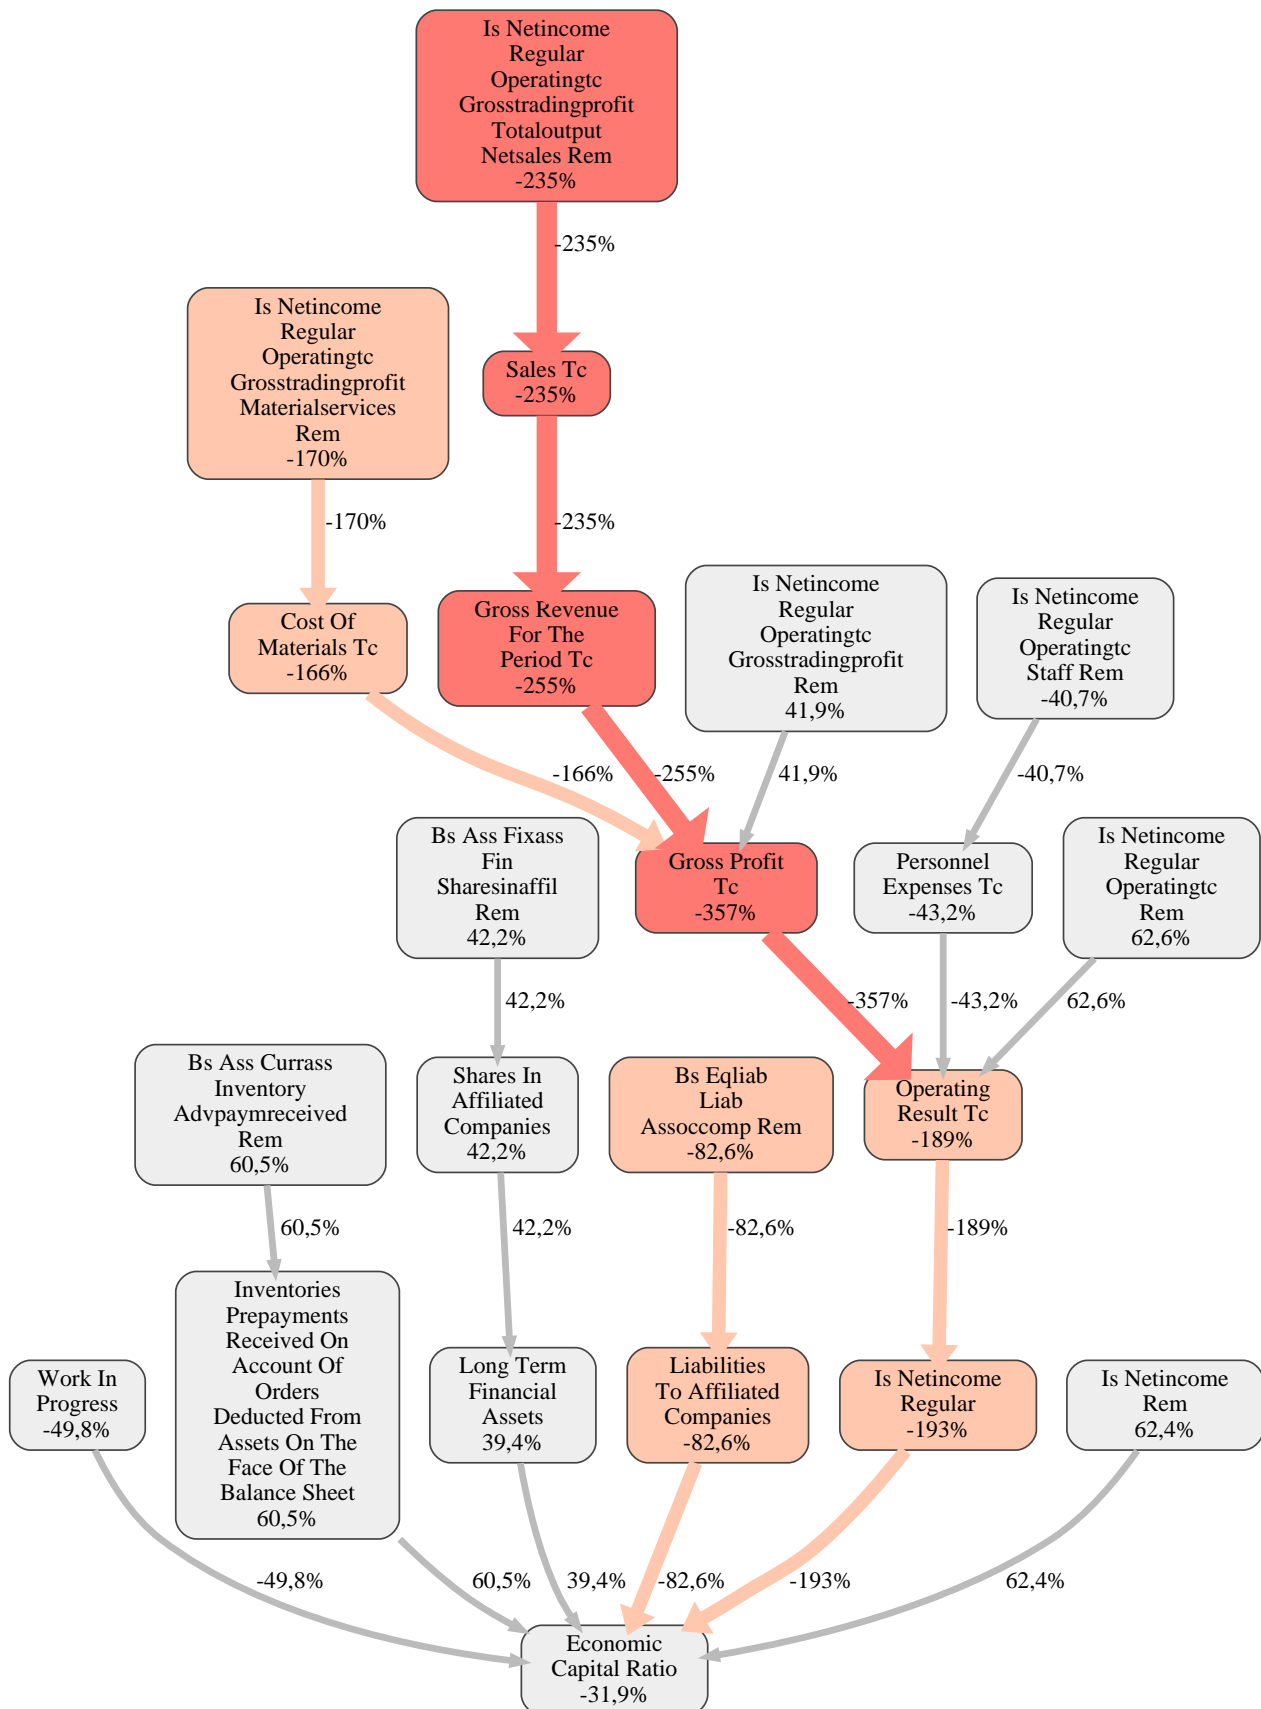 Is Netincome
Regular
Operatingtc
Grosstradingprofit
Totaloutput
Netsales Rem
-235%
-235%
Is Netincome
Regular
Operatingtc
Grosstradingprofit
Materialservices
Rem
-170%
Sales Tc
-235%
-170%
-235%
Cost Of
Materials Tc
-166%
Gross Revenue
For The
Period Tc
-255%
Is Netincome
Regular
Operatingtc
Grosstradingprofit
Rem
41,9%
Is Netincome
Regular
Operatingtc
Staff Rem
-40,7%
-166%
-255%
41,9%
-40,7%
Bs Ass Fixass
Fin
Sharesinaffil
Rem
42,2%
Gross Profit
Tc
-357%
Personnel
Expenses Tc
-43,2%
Is Netincome
Regular
Operatingtc
Rem
62,6%
42,2%
-357%
-43,2%
62,6%
Bs Ass Currass
Inventory
Advpaymreceived
Rem
60,5%
Shares In
Affiliated
Companies
42,2%
Bs Eqliab
Liab
Assoccomp Rem
-82,6%
Operating
Result Tc
-189%
60,5%
42,2%
-82,6%
-189%
Work In
Progress
-49,8%
Inventories
Prepayments
Received On
Account Of
Orders
Deducted From
Assets On The
Face Of The
Balance Sheet
60,5%
Long Term
Financial
Assets
39,4%
Liabilities
To Affiliated
Companies
-82,6%
Is Netincome
Regular
-193%
Is Netincome
Rem
62,4%
-49,8%
60,5%
39,4%
-82,6%
-193%
62,4%
Economic
Capital Ratio
-31,9%